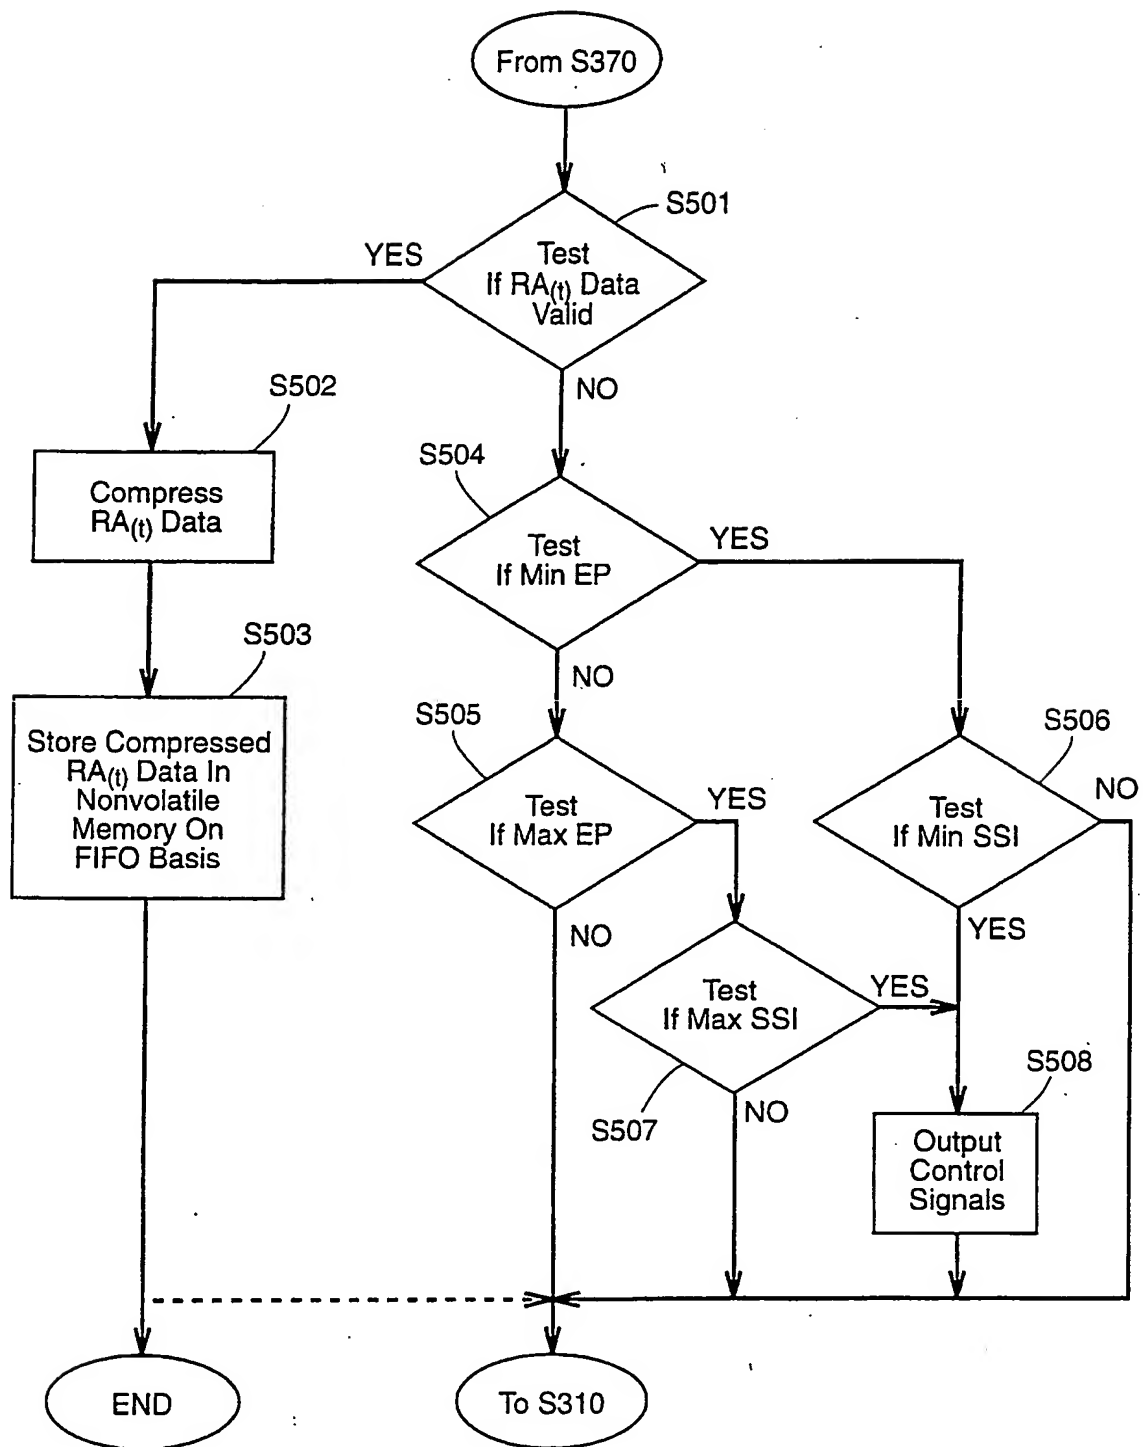 From S370
S501
YES
Test
If RA(t) Data
Valid
NO
S502
Compress
RA(t) Data
S504
Test
If Min EP
YES
NO
S503
Store Compressed
RA(t) Data In
Nonvolatile
Memory On
FIFO Basis
S505
Test
If Max EP
YES
NO
S506
Test
If Min SSI
NO
YES
Test
If Max SSI
YES
S507
NO
S508
Output
Control
Signals
END
To S310